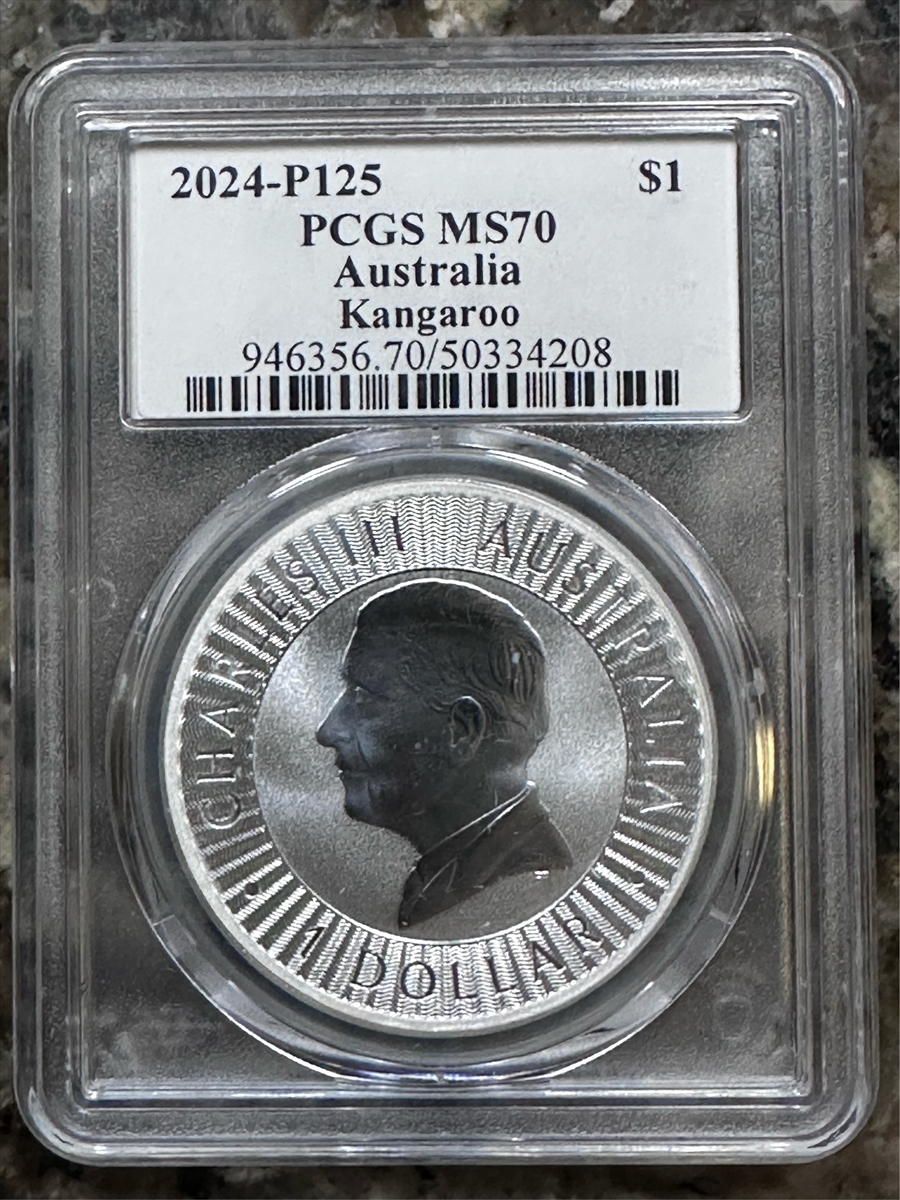 2024-P125 $1
PCGS MS70
Australia
Kangaroo
946356.70/50334208
CHARLES III AUSTRALIA
1 DOLLAR